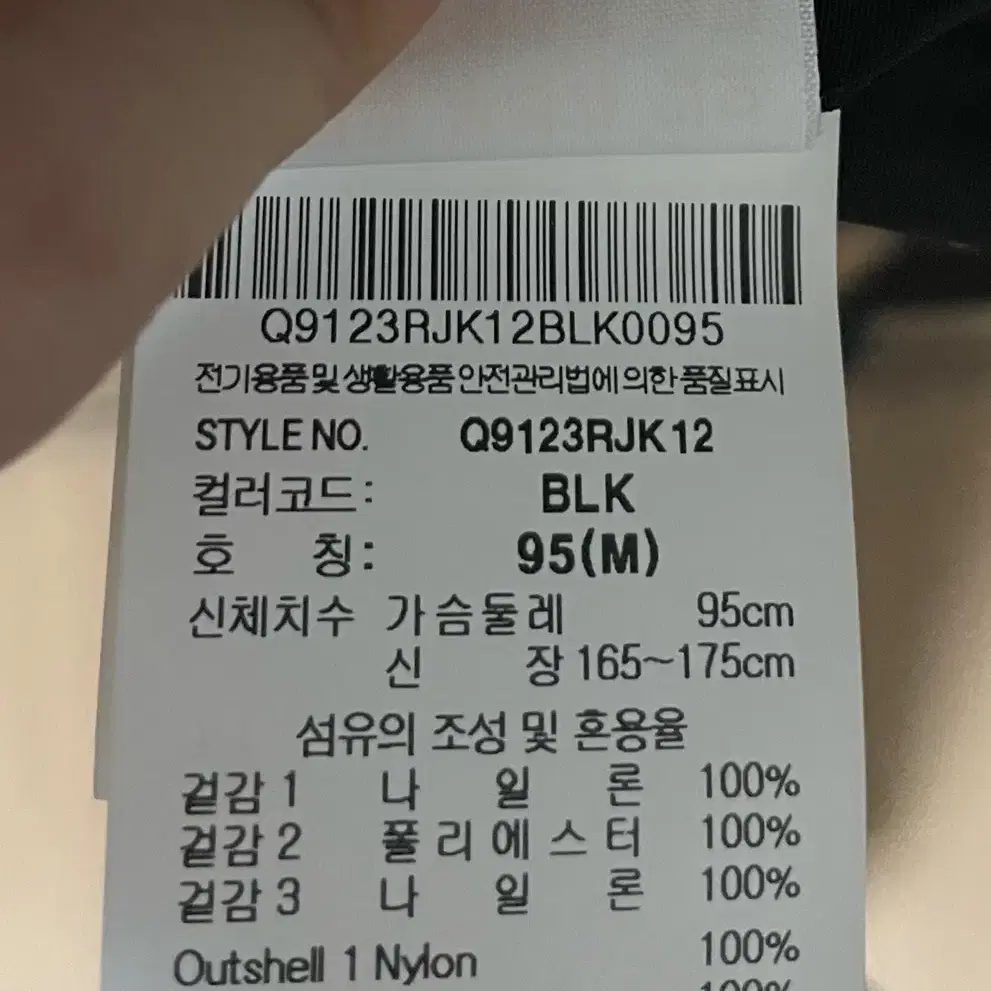 Q9123RJK12BLK0095
전기용품 및 생활용품 안전관리법에 의한 품질표시
STYLE NO. Q9123RJK12
컬러코드: BLK
호 칭: 95(M)
신체치수 가슴둘레 95cm
신 장 165~175cm
섬유의 조성 및 혼용율
겉감 1 나 일 론 100%
겉감 2 폴리에스터 100%
겉감 3 나 일 론 100%
Outshell 1 Nylon 100%